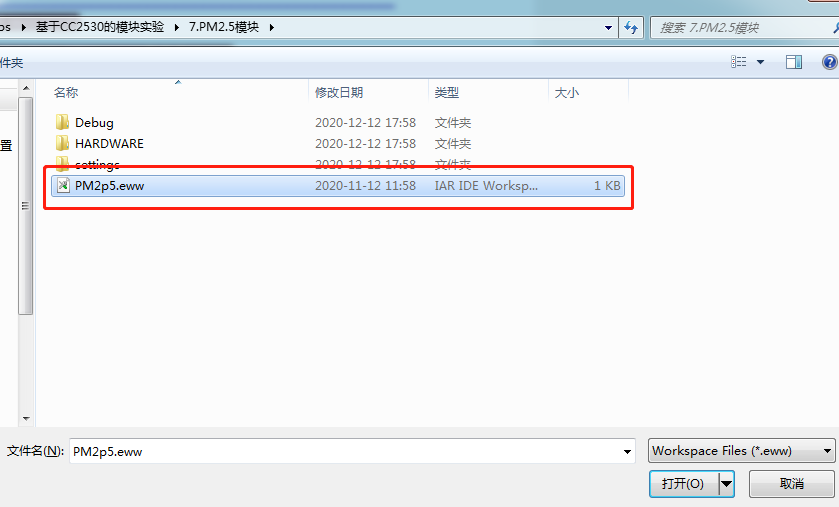 ps ▸ 基于CC2530的模块实验 ▸ 7.PM2.5模块 ▸
搜索 7.PM2.5模块
件夹
名称 修改日期 类型 大小
Debug 2020-12-12 17:58 文件夹
HARDWARE 2020-12-12 17:58 文件夹
settings 2020-12-12 17:58 文件夹
置
PM2p5.eww 2020-11-12 11:58 IAR IDE Worksp... 1 KB
文件名(N): PM2p5.eww
Workspace Files (*.eww)
打开(O) 取消